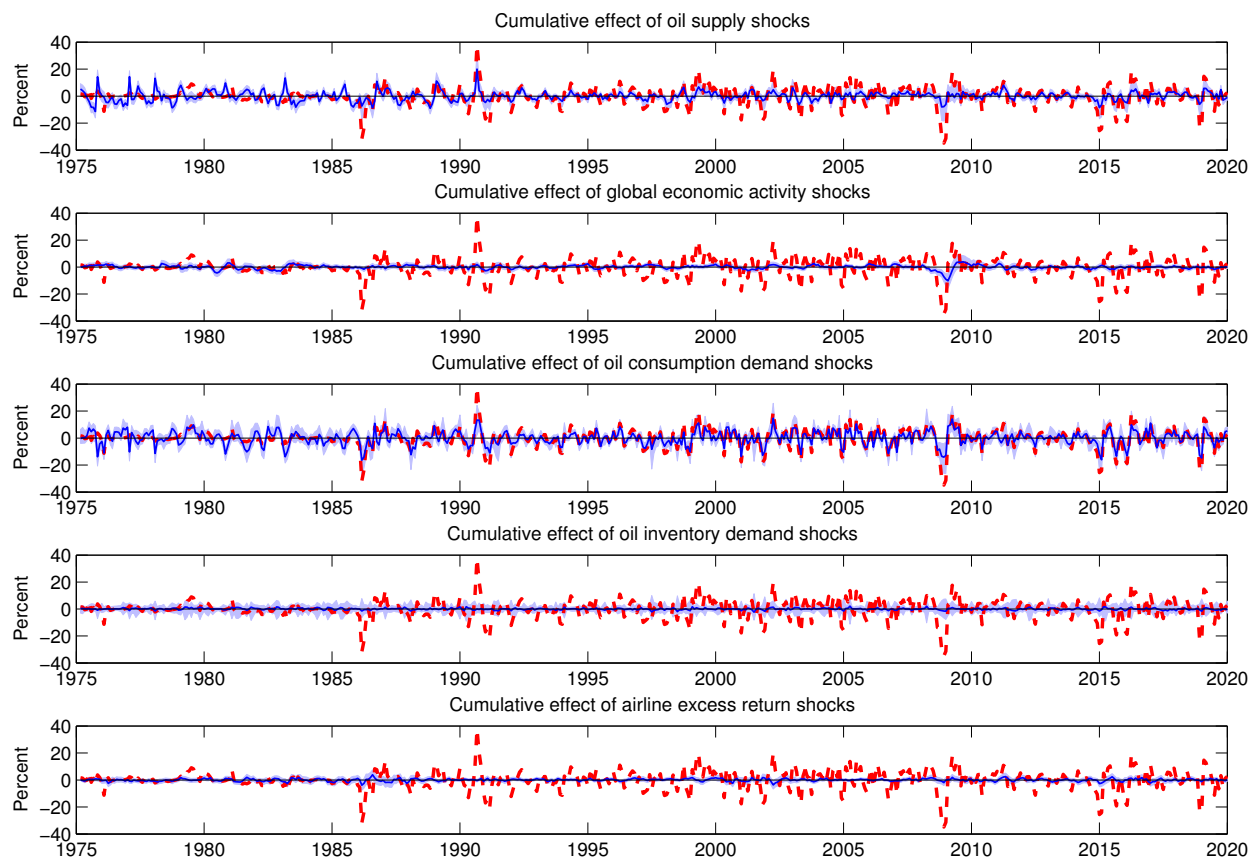 Cumulative effect of oil supply shocks
Percent
40
20
0
−20
−40
1975 1980 1985 1990 1995 2000 2005 2010 2015 2020
Cumulative effect of global economic activity shocks
Percent
40
20
0
−20
−40
1975 1980 1985 1990 1995 2000 2005 2010 2015 2020
Cumulative effect of oil consumption demand shocks
Percent
40
20
0
−20
−40
1975 1980 1985 1990 1995 2000 2005 2010 2015 2020
Cumulative effect of oil inventory demand shocks
Percent
40
20
0
−20
−40
1975 1980 1985 1990 1995 2000 2005 2010 2015 2020
Cumulative effect of airline excess return shocks
Percent
40
20
0
−20
−40
1975 1980 1985 1990 1995 2000 2005 2010 2015 2020